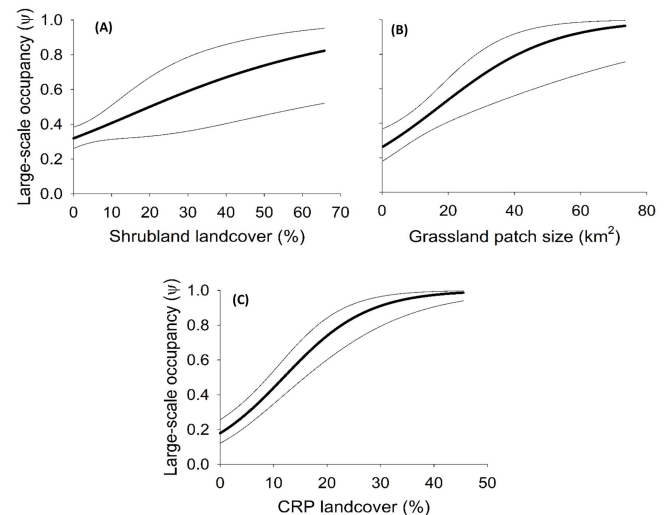 (A)
Large-scale occupancy (ψ)
1.0
0.8
0.6
0.4
0.2
0.0
0 10 20 30 40 50 60 70
Shrubland landcover (%)
(B)
Large-scale occupancy (ψ)
1.0
0.8
0.6
0.4
0.2
0.0
0 20 40 60 80
Grassland patch size (km²)
(C)
Large-scale occupancy (ψ)
1.0
0.8
0.6
0.4
0.2
0.0
0 10 20 30 40 50
CRP landcover (%)